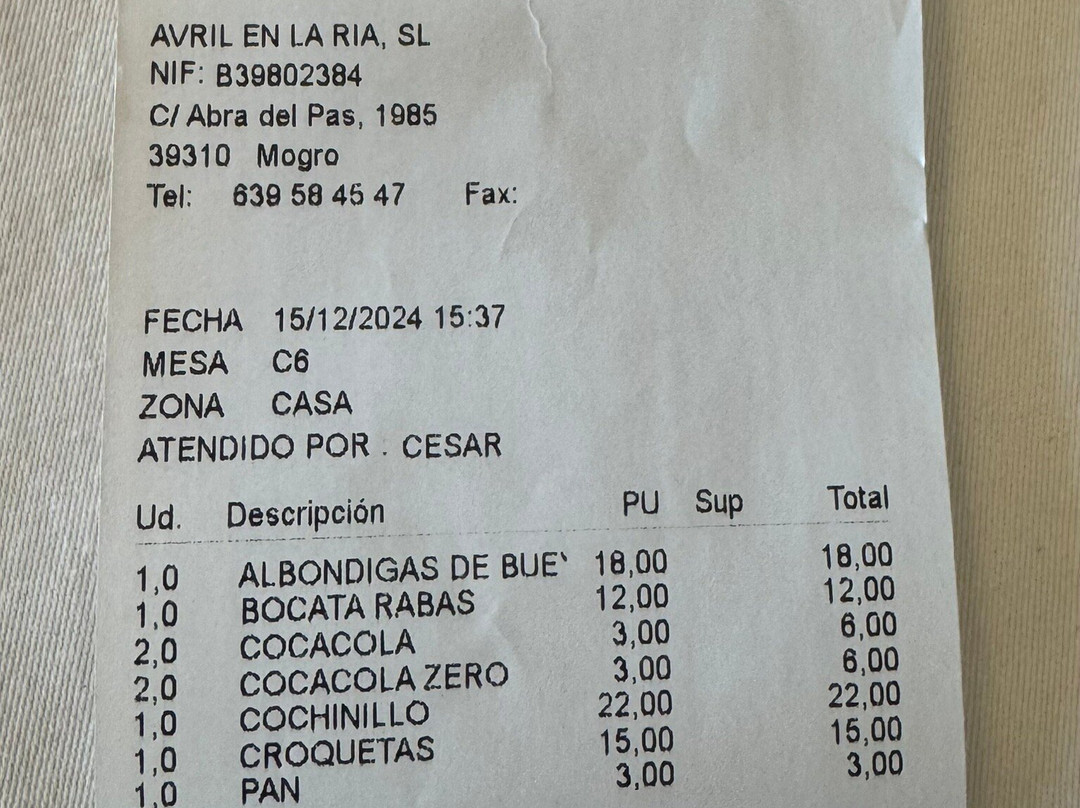 AVRIL EN LA RIA, SL
NIF: B39802384
C/ Abra del Pas, 1985
39310 Mogro
Tel: 639 58 45 47 Fax:
FECHA 15/12/2024 15:37
MESA C6
ZONA CASA
ATENDIDO POR . CESAR
Ud. Descripción PU Sup Total
1,0 ALBONDIGAS DE BUE` 18,00 18,00
1,0 BOCATA RABAS 12,00 12,00
2,0 COCACOLA 3,00 6,00
2,0 COCACOLA ZERO 3,00 6,00
1,0 COCHINILLO 22,00 22,00
1,0 CROQUETAS 15,00 15,00
1,0 PAN 3,00 3,00